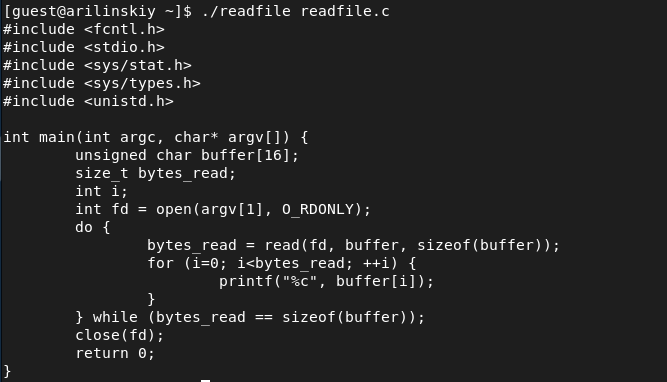 [guest@arilinskiy ~]$ ./readfile readfile.c
#include <fcntl.h>
#include <stdio.h>
#include <sys/stat.h>
#include <sys/types.h>
#include <unistd.h>

int main(int argc, char* argv[]) {
        unsigned char buffer[16];
        size_t bytes_read;
        int i;
        int fd = open(argv[1], O_RDONLY);
        do {
                bytes_read = read(fd, buffer, sizeof(buffer));
                for (i=0; i<bytes_read; ++i) {
                        printf("%c", buffer[i]);
                }
        } while (bytes_read == sizeof(buffer));
        close(fd);
        return 0;
}